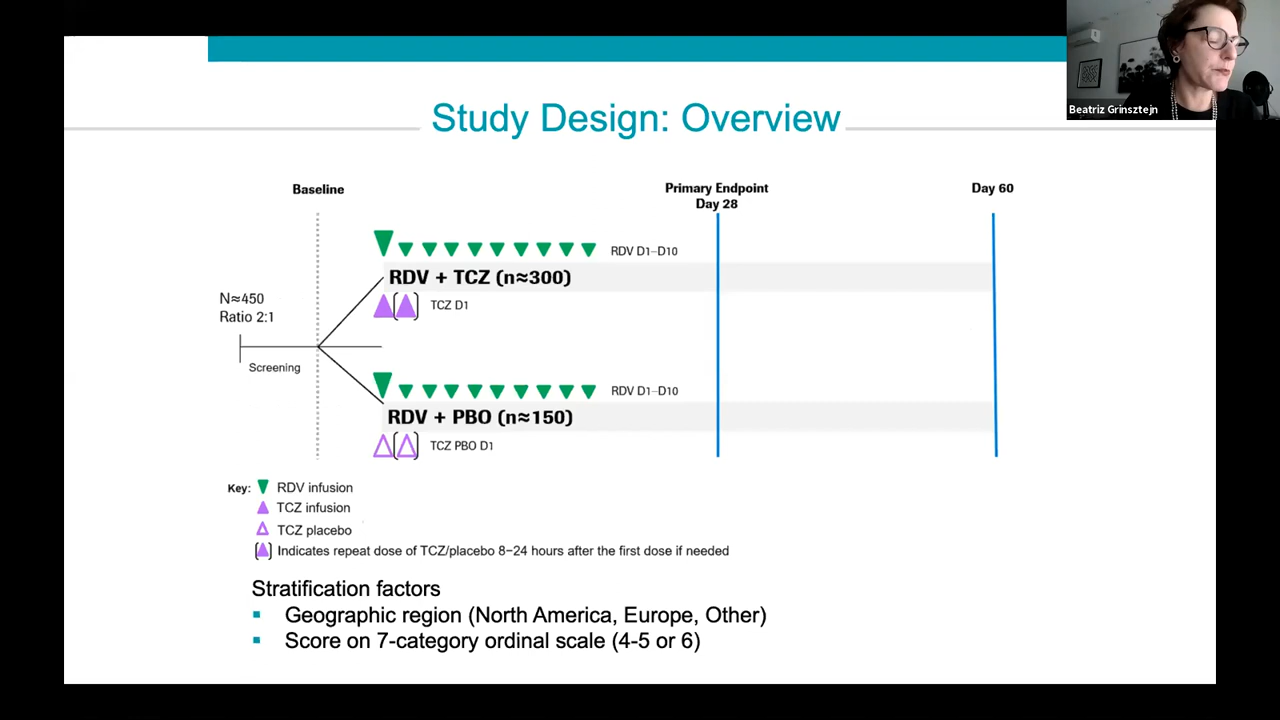 Beatriz Grinsztejn
Study Design: Overview
Baseline
Primary Endpoint
Day 28
Day 60
RDV D1–D10
RDV + TCZ (n≈300)
TCZ D1
N≈450
Ratio 2:1
Screening
RDV D1–D10
RDV + PBO (n≈150)
TCZ PBO D1
Key:
RDV infusion
TCZ infusion
TCZ placebo
Indicates repeat dose of TCZ/placebo 8–24 hours after the first dose if needed
Stratification factors
Geographic region (North America, Europe, Other)
Score on 7-category ordinal scale (4-5 or 6)